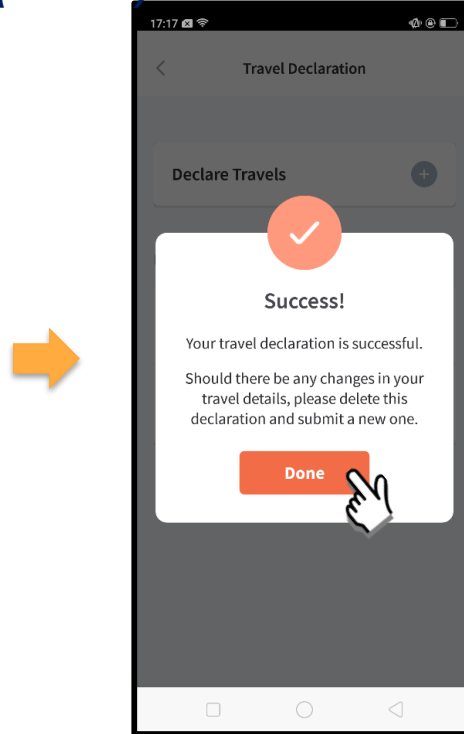 17:17
Travel Declaration
Declare Travels
Success!
Your travel declaration is successful.
Should there be any changes in your
travel details, please delete this
declaration and submit a new one.
Done